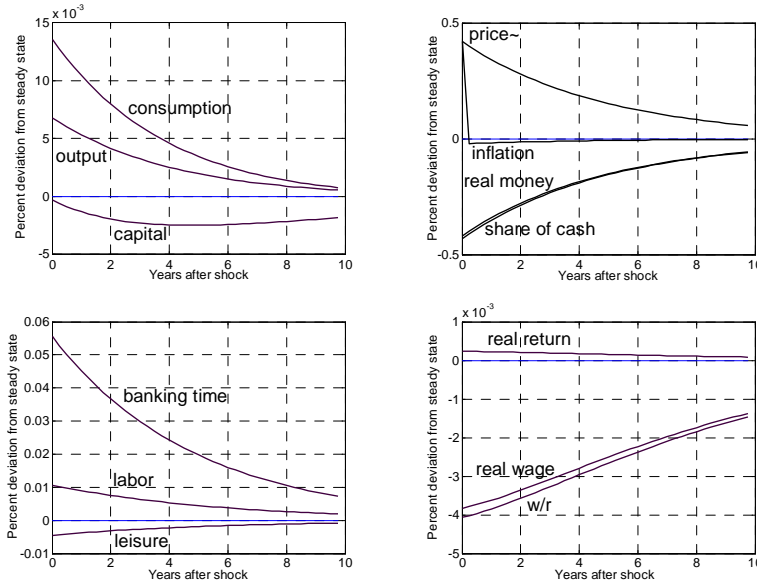 x 10⁻³
15
10
5
0
-5
Percent deviation from steady state
consumption
output
capital
0 2 4 6 8 10
Years after shock
0.5
0
-0.5
Percent deviation from steady state
price~
inflation
real money
share of cash
0 2 4 6 8 10
Years after shock
0.06
0.05
0.04
0.03
0.02
0.01
0
-0.01
Percent deviation from steady state
banking time
labor
leisure
0 2 4 6 8 10
Years after shock
x 10⁻³
1
0
-1
-2
-3
-4
-5
Percent deviation from steady state
real return
real wage
w/r
0 2 4 6 8 10
Years after shock